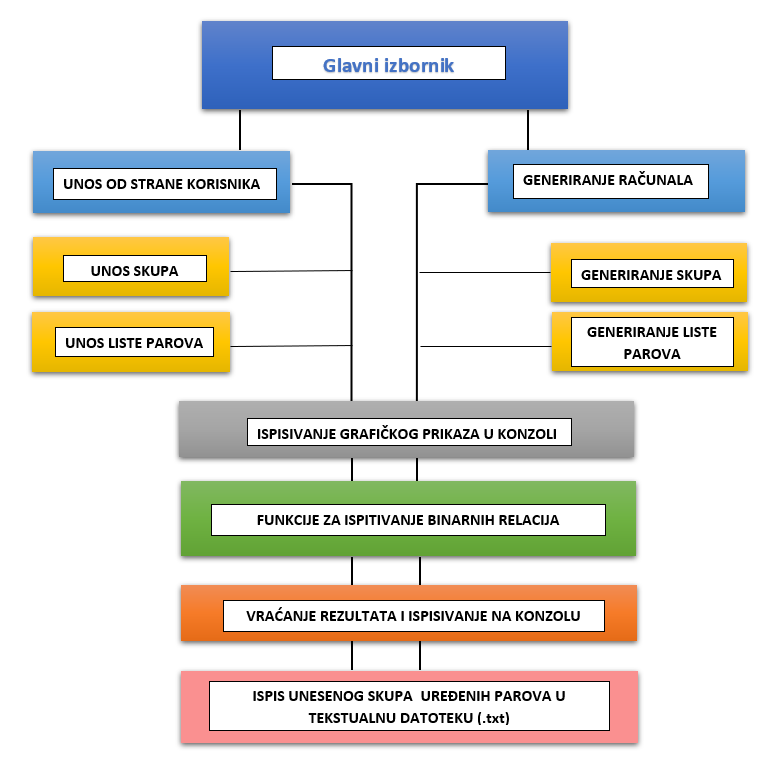 Glavni izbornik
UNOS OD STRANE KORISNIKA
GENERIRANJE RAČUNALA
UNOS SKUPA
GENERIRANJE SKUPA
UNOS LISTE PAROVA
GENERIRANJE LISTE
PAROVA
ISPISIVANJE GRAFIČKOG PRIKAZA U KONZOLI
FUNKCIJE ZA ISPITIVANJE BINARNIH RELACIJA
VRAĆANJE REZULTATA I ISPISIVANJE NA KONZOLU
ISPIS UNESENOG SKUPA  UREĐENIH PAROVA U
TEKSTUALNU DATOTEKU (.txt)